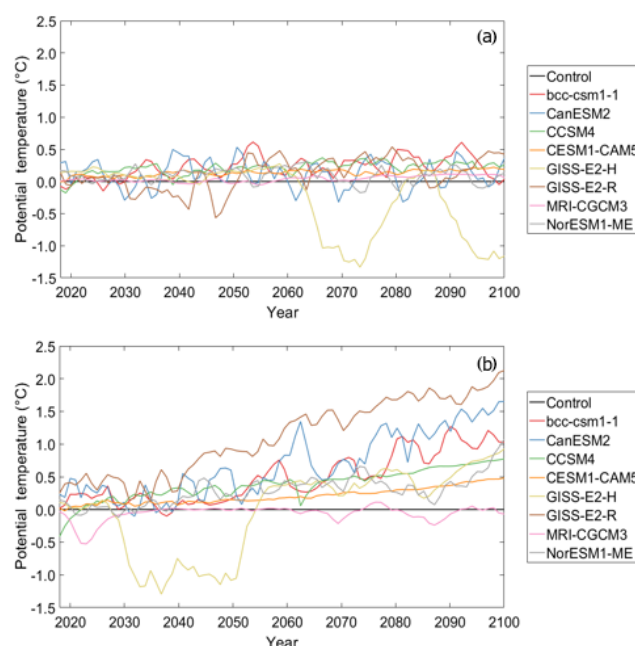 (a)
Potential temperature (°C)
2.5
2.0
1.5
1.0
0.5
0.0
-0.5
-1.0
-1.5
2020 2030 2040 2050 2060 2070 2080 2090 2100
Year
Control
bcc-csm1-1
CanESM2
CCSM4
CESM1-CAM5
GISS-E2-H
GISS-E2-R
MRI-CGCM3
NorESM1-ME
(b)
Potential temperature (°C)
2.5
2.0
1.5
1.0
0.5
0.0
-0.5
-1.0
-1.5
2020 2030 2040 2050 2060 2070 2080 2090 2100
Year
Control
bcc-csm1-1
CanESM2
CCSM4
CESM1-CAM5
GISS-E2-H
GISS-E2-R
MRI-CGCM3
NorESM1-ME